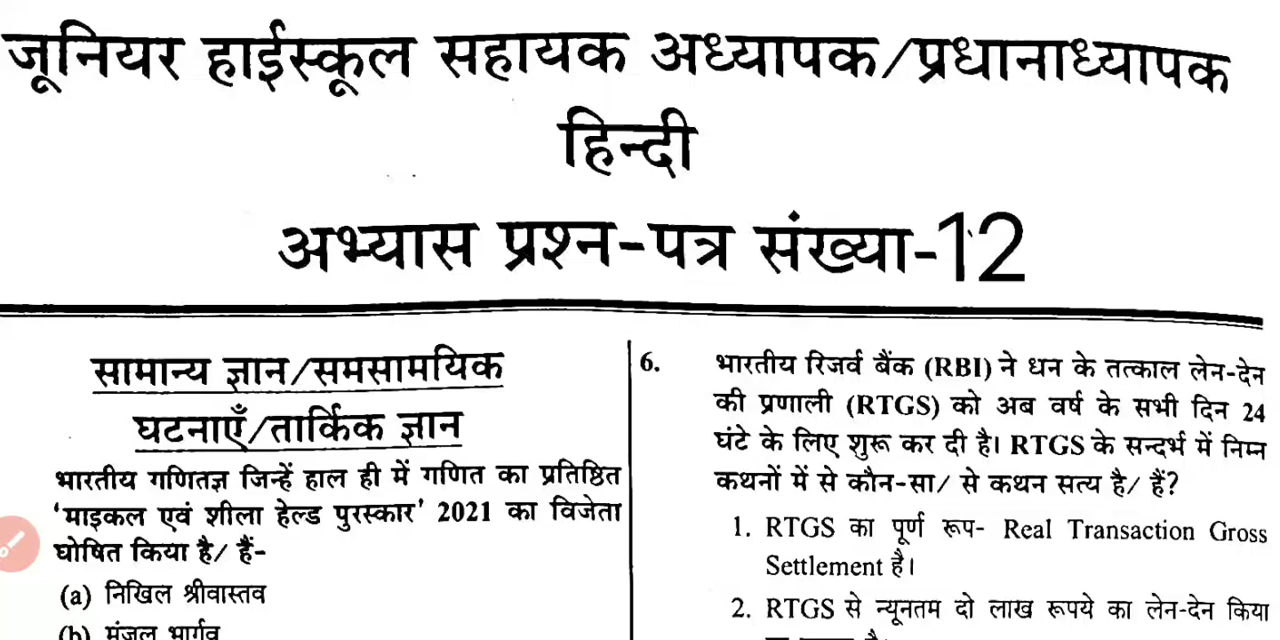 जूनियर हाईस्कूल सहायक अध्यापक/प्रधानाध्यापक
हिन्दी
अभ्यास प्रश्न-पत्र संख्या-12
सामान्य ज्ञान/समसामयिक
घटनाएँ/तार्किक ज्ञान
भारतीय गणितज्ञ जिन्हें हाल ही में गणित का प्रतिष्ठित
'माइकल एवं शीला हेल्ड पुरस्कार' 2021 का विजेता
घोषित किया है/ हैं-
(a) निखिल श्रीवास्तव
(b) मंजुल भार्गव
6. भारतीय रिजर्व बैंक (RBI) ने धन के तत्काल लेन-देन
की प्रणाली (RTGS) को अब वर्ष के सभी दिन 24
घंटे के लिए शुरू कर दी है। RTGS के सन्दर्भ में निम्न
कथनों में से कौन-सा/ से कथन सत्य है/ हैं?
1. RTGS का पूर्ण रूप- Real Transaction Gross
Settlement है।
2. RTGS से न्यूनतम दो लाख रूपये का लेन-देन किया